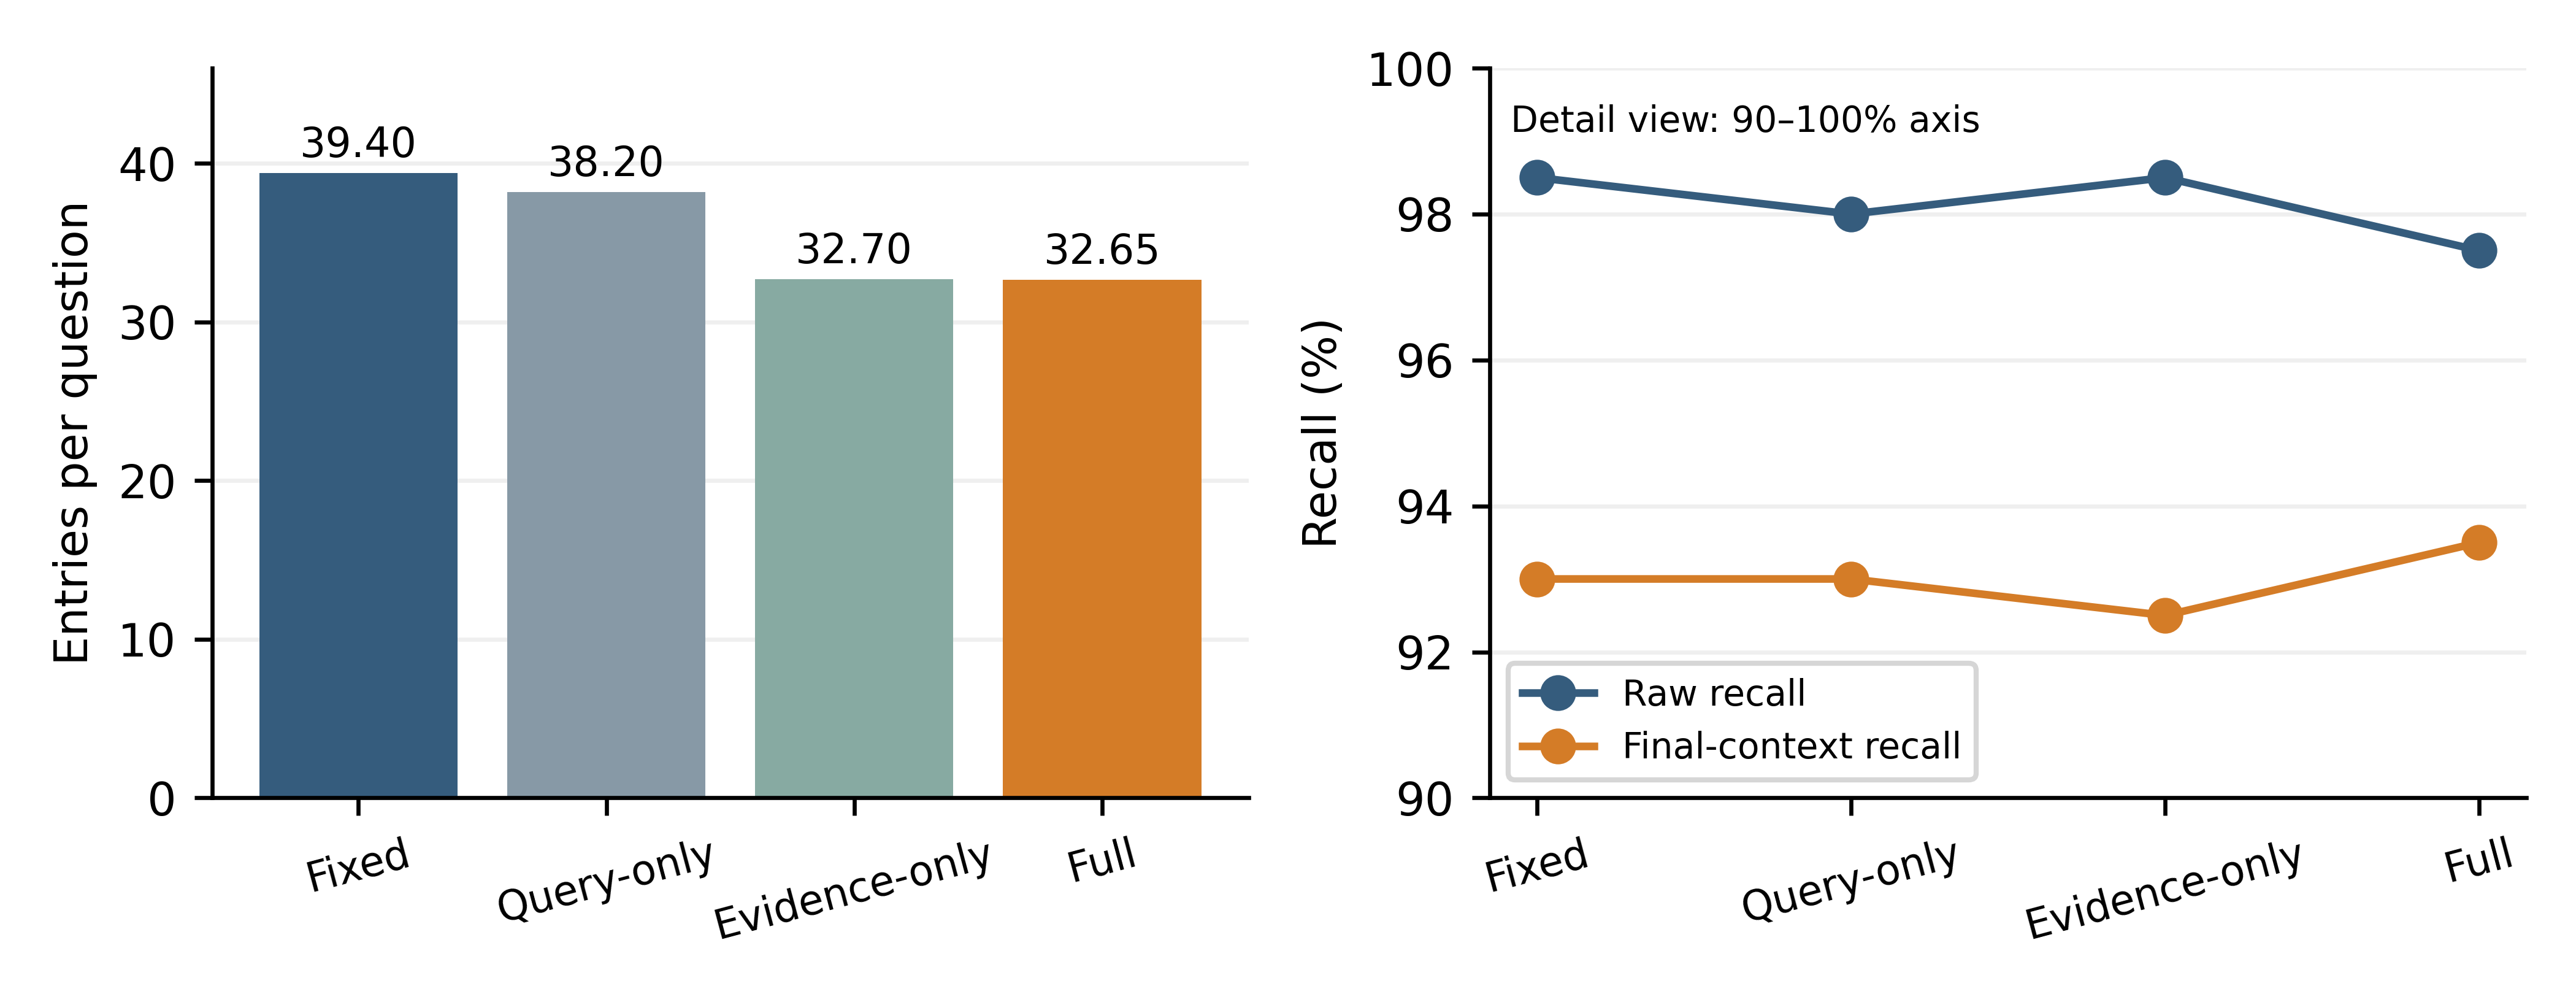 Entries per question
40
30
20
10
0
39.40
38.20
32.70
32.65
Fixed
Query-only
Evidence-only
Full
Recall (%)
100
98
96
94
92
90
Detail view: 90–100% axis
Raw recall
Final-context recall
Fixed
Query-only
Evidence-only
Full